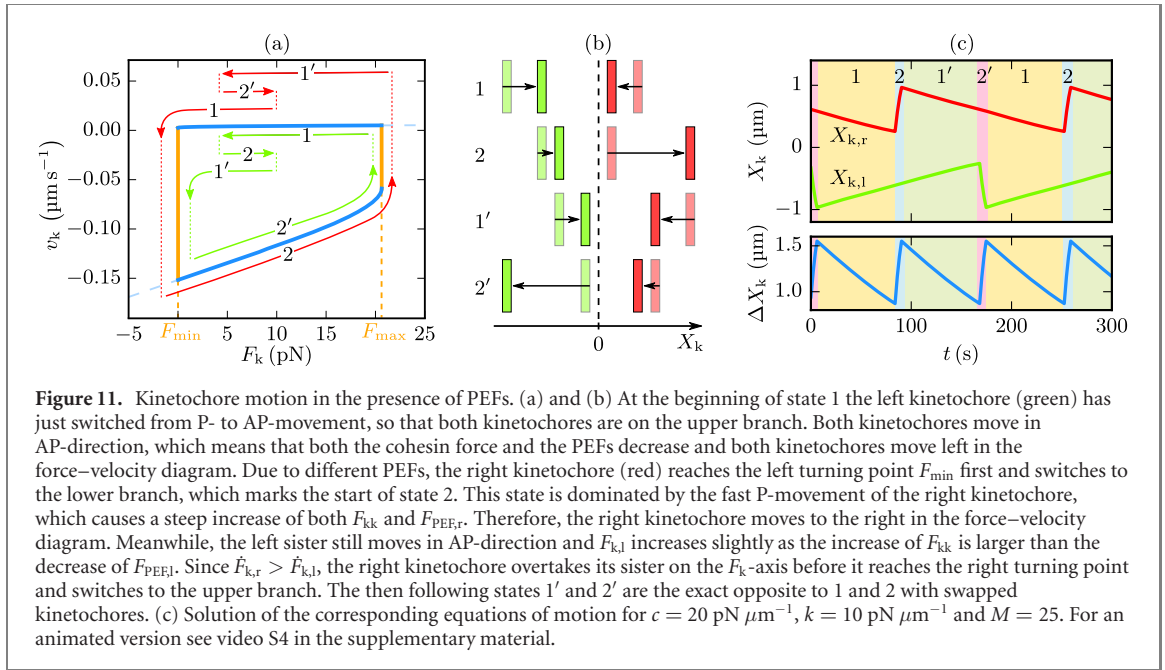 (a)
(b)
(c)
0.05
0.00
−0.05
−0.10
−0.15
v_k (μm s⁻¹)
1′
2′
1
1
2
1′
2′
2
−5
F_min
5
10
15
F_max
25
F_k (pN)
1
2
1′
2′
0
X_k
1
2
1′
2′
1
2
1
0
−1
X_k (μm)
X_k,r
X_k,l
1.5
1.0
ΔX_k (μm)
0
100
200
300
t (s)
Figure 11. Kinetochore motion in the presence of PEFs. (a) and (b) At the beginning of state 1 the left kinetochore (green) has
just switched from P- to AP-movement, so that both kinetochores are on the upper branch. Both kinetochores move in
AP-direction, which means that both the cohesin force and the PEFs decrease and both kinetochores move left in the
force–velocity diagram. Due to different PEFs, the right kinetochore (red) reaches the left turning point F_min first and switches to
the lower branch, which marks the start of state 2. This state is dominated by the fast P-movement of the right kinetochore,
which causes a steep increase of both F_kk and F_PEF,r. Therefore, the right kinetochore moves to the right in the force–velocity
diagram. Meanwhile, the left sister still moves in AP-direction and F_k,l increases slightly as the increase of F_kk is larger than the
decrease of F_PEF,l. Since Ḟ_k,r > Ḟ_k,l, the right kinetochore overtakes its sister on the F_k-axis before it reaches the right turning point
and switches to the upper branch. The then following states 1′ and 2′ are the exact opposite to 1 and 2 with swapped
kinetochores. (c) Solution of the corresponding equations of motion for c = 20 pN μm⁻¹, k = 10 pN μm⁻¹ and M = 25. For an
animated version see video S4 in the supplementary material.